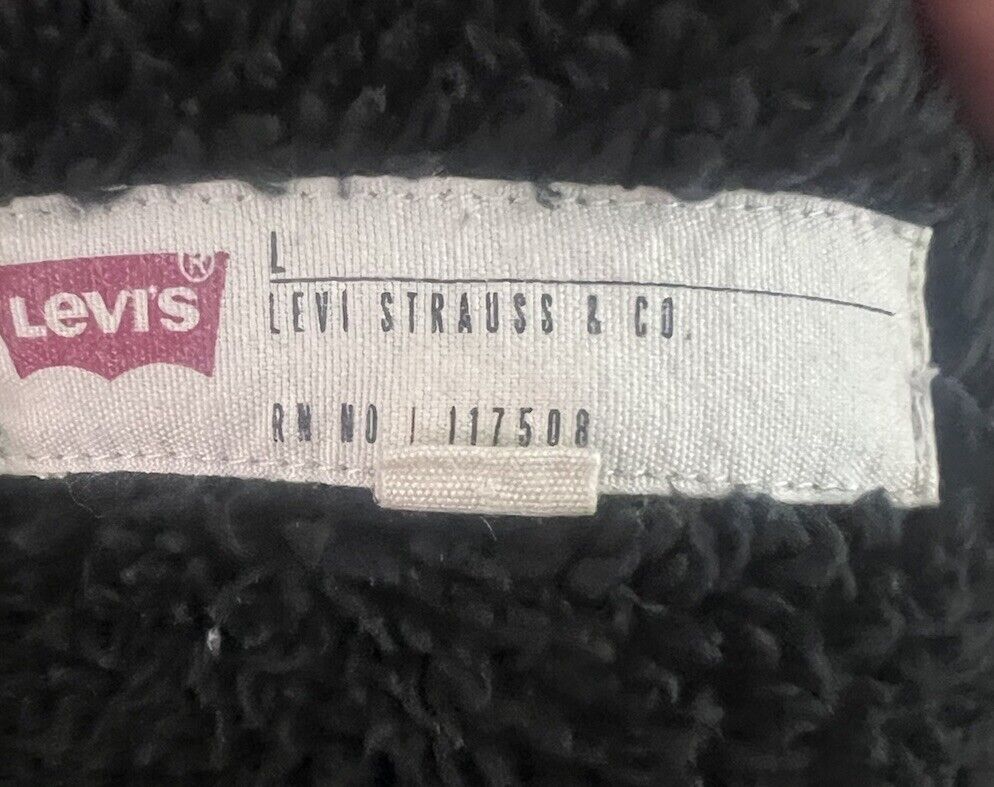 LEVI'S®
L
LEVI STRAUSS & CO.
RN NO | 117508